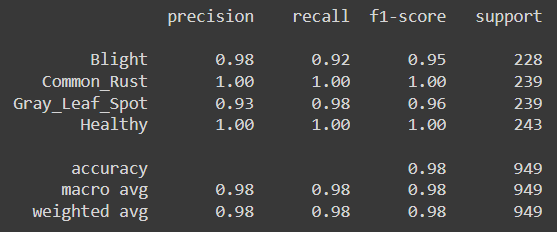 precision recall f1-score support
Blight 0.98 0.92 0.95 228
Common_Rust 1.00 1.00 1.00 239
Gray_Leaf_Spot 0.93 0.98 0.96 239
Healthy 1.00 1.00 1.00 243
accuracy 0.98 949
macro avg 0.98 0.98 0.98 949
weighted avg 0.98 0.98 0.98 949